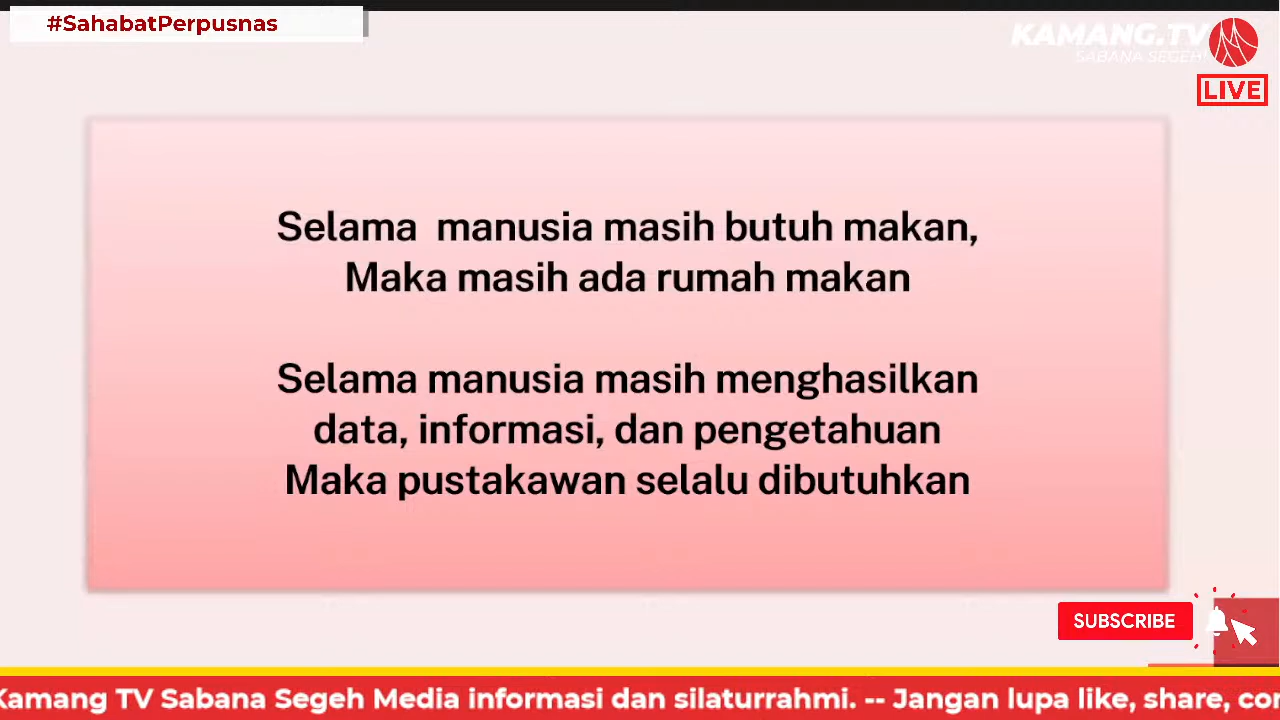 #SahabatPerpusnas
KAMANG.TV
SABANA SEGEH
LIVE
Selama manusia masih butuh makan,
Maka masih ada rumah makan
Selama manusia masih menghasilkan
data, informasi, dan pengetahuan
Maka pustakawan selalu dibutuhkan
SUBSCRIBE
Kamang TV Sabana Segeh Media informasi dan silaturrahmi. -- Jangan lupa like, share,